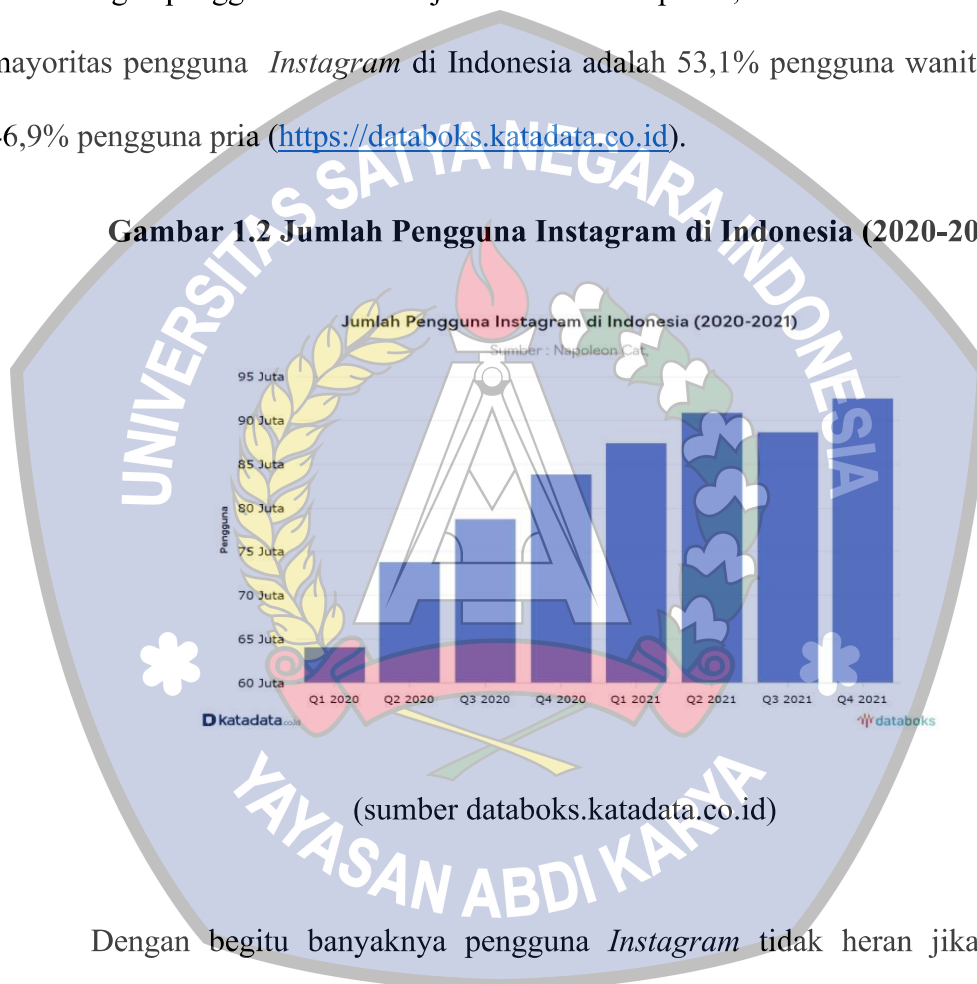 mayoritas pengguna Instagram di Indonesia adalah 53,1% pengguna wanit
46,9% pengguna pria (https://databoks.katadata.co.id).
Gambar 1.2 Jumlah Pengguna Instagram di Indonesia (2020-20
Jumlah Pengguna Instagram di Indonesia (2020-2021)
Sumber : Napoleon Cat,
95 Juta
90 Juta
85 Juta
80 Juta
75 Juta
70 Juta
65 Juta
60 Juta
Pengguna
Q1 2020 Q2 2020 Q3 2020 Q4 2020 Q1 2021 Q2 2021 Q3 2021 Q4 2021
katadata
databoks
(sumber databoks.katadata.co.id)
Dengan begitu banyaknya pengguna Instagram tidak heran jika
UNIVERSITAS SATYA NEGARA INDONESIA
YAYASAN ABDI KARYA